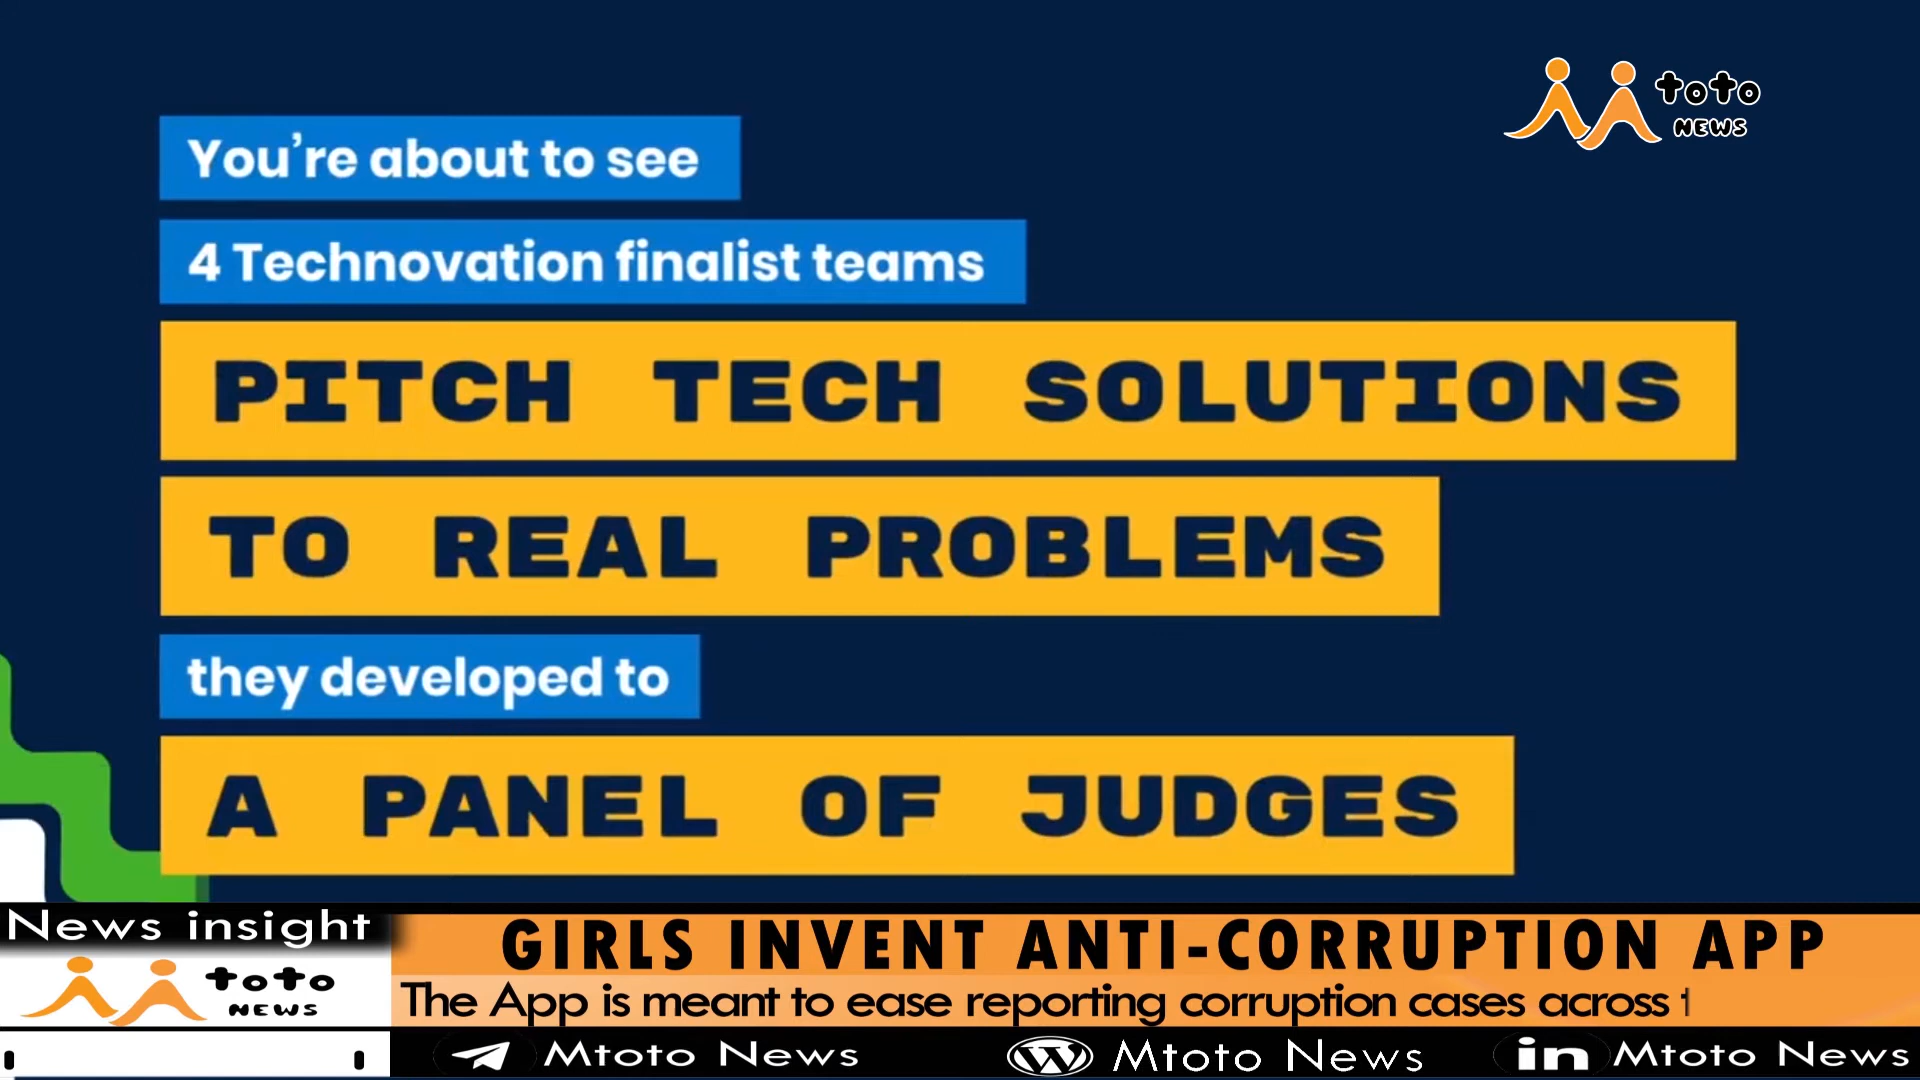 toto
NEWS
You're about to see
4 Technovation finalist teams
PITCH TECH SOLUTIONS
TO REAL PROBLEMS
they developed to
A PANEL OF JUDGES
News insight
toto
NEWS
GIRLS INVENT ANTI-CORRUPTION APP
The App is meant to ease reporting corruption cases across
Mtoto News
Mtoto News
in Mtoto News